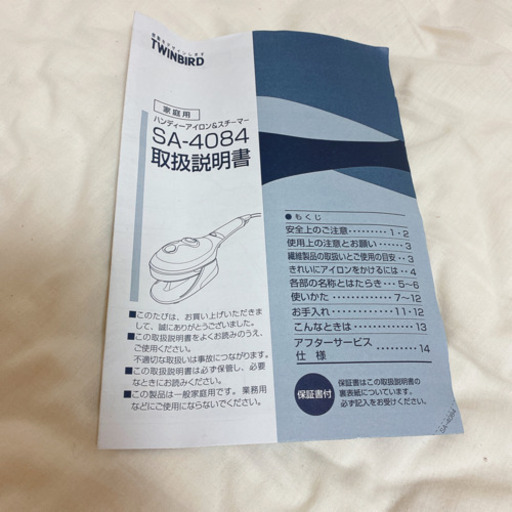 TWINBIRD
家庭用
ハンディーアイロン&スチーマー
SA-4084
取扱説明書
■このたびは、お買い上げいただきま
して、誠にありがとうございました。
■この取扱説明書をよくお読みのうえ、
ご使用ください。
不適切な取扱いは事故につながります。
■この取扱説明書は必ず保管し、必要
なときにお読みください。
■この製品は一般家庭用です。業務用
などにご使用にならないでください。
●もくじ
安全上のご注意・・・・・・・・・1・2
使用上の注意とお願い・・・・・3
繊維製品の取扱いとご使用の目安・・3
きれいにアイロンをかけるには・・4
各部の名称とはたらき・・5~6
使いかた・・・・・・・・・・7~12
お手入れ・・・・・・・・・・11・12
こんなときは・・・・・・・・・・13
アフターサービス
仕様・・・・・・・・・・14
保証書付
保証書はこの取扱説明書の
裏表紙についています。
必ず記入をお受けください。
SA-4084